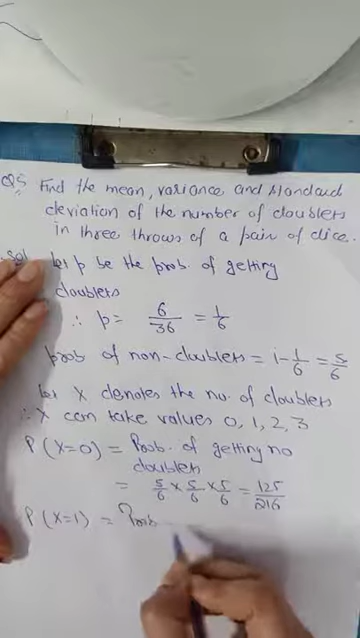 Q5 Find the mean, variance and standard
deviation of the number of doublets
in three throws of a pair of dice.
Sol. Let p be the prob. of getting
doublets
∴ p = 6/36 = 1/6
prob of non-doublets = 1 - 1/6 = 5/6
let X denotes the no. of doublets
∴ X can take values 0, 1, 2, 3
P(X=0) = Prob. of getting no
doublets
= 5/6 × 5/6 × 5/6 = 125/216
P(X=1) = Prob